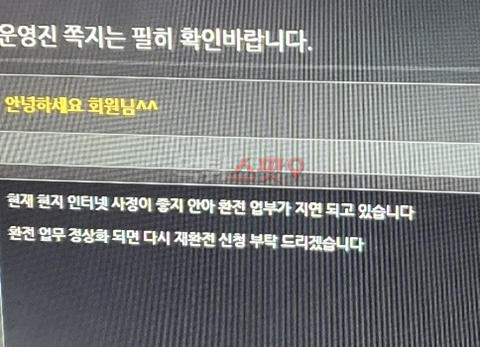 운영진 쪽지는 필히 확인바랍니다.
안녕하세요 회원님^^
스팟
현재 현지 인터넷 사정이 좋지 안아 환전 업부가 지연 되고 있습니다
환전 업무 정상화 되면 다시 재환전 신청 부탁 드리겠습니다